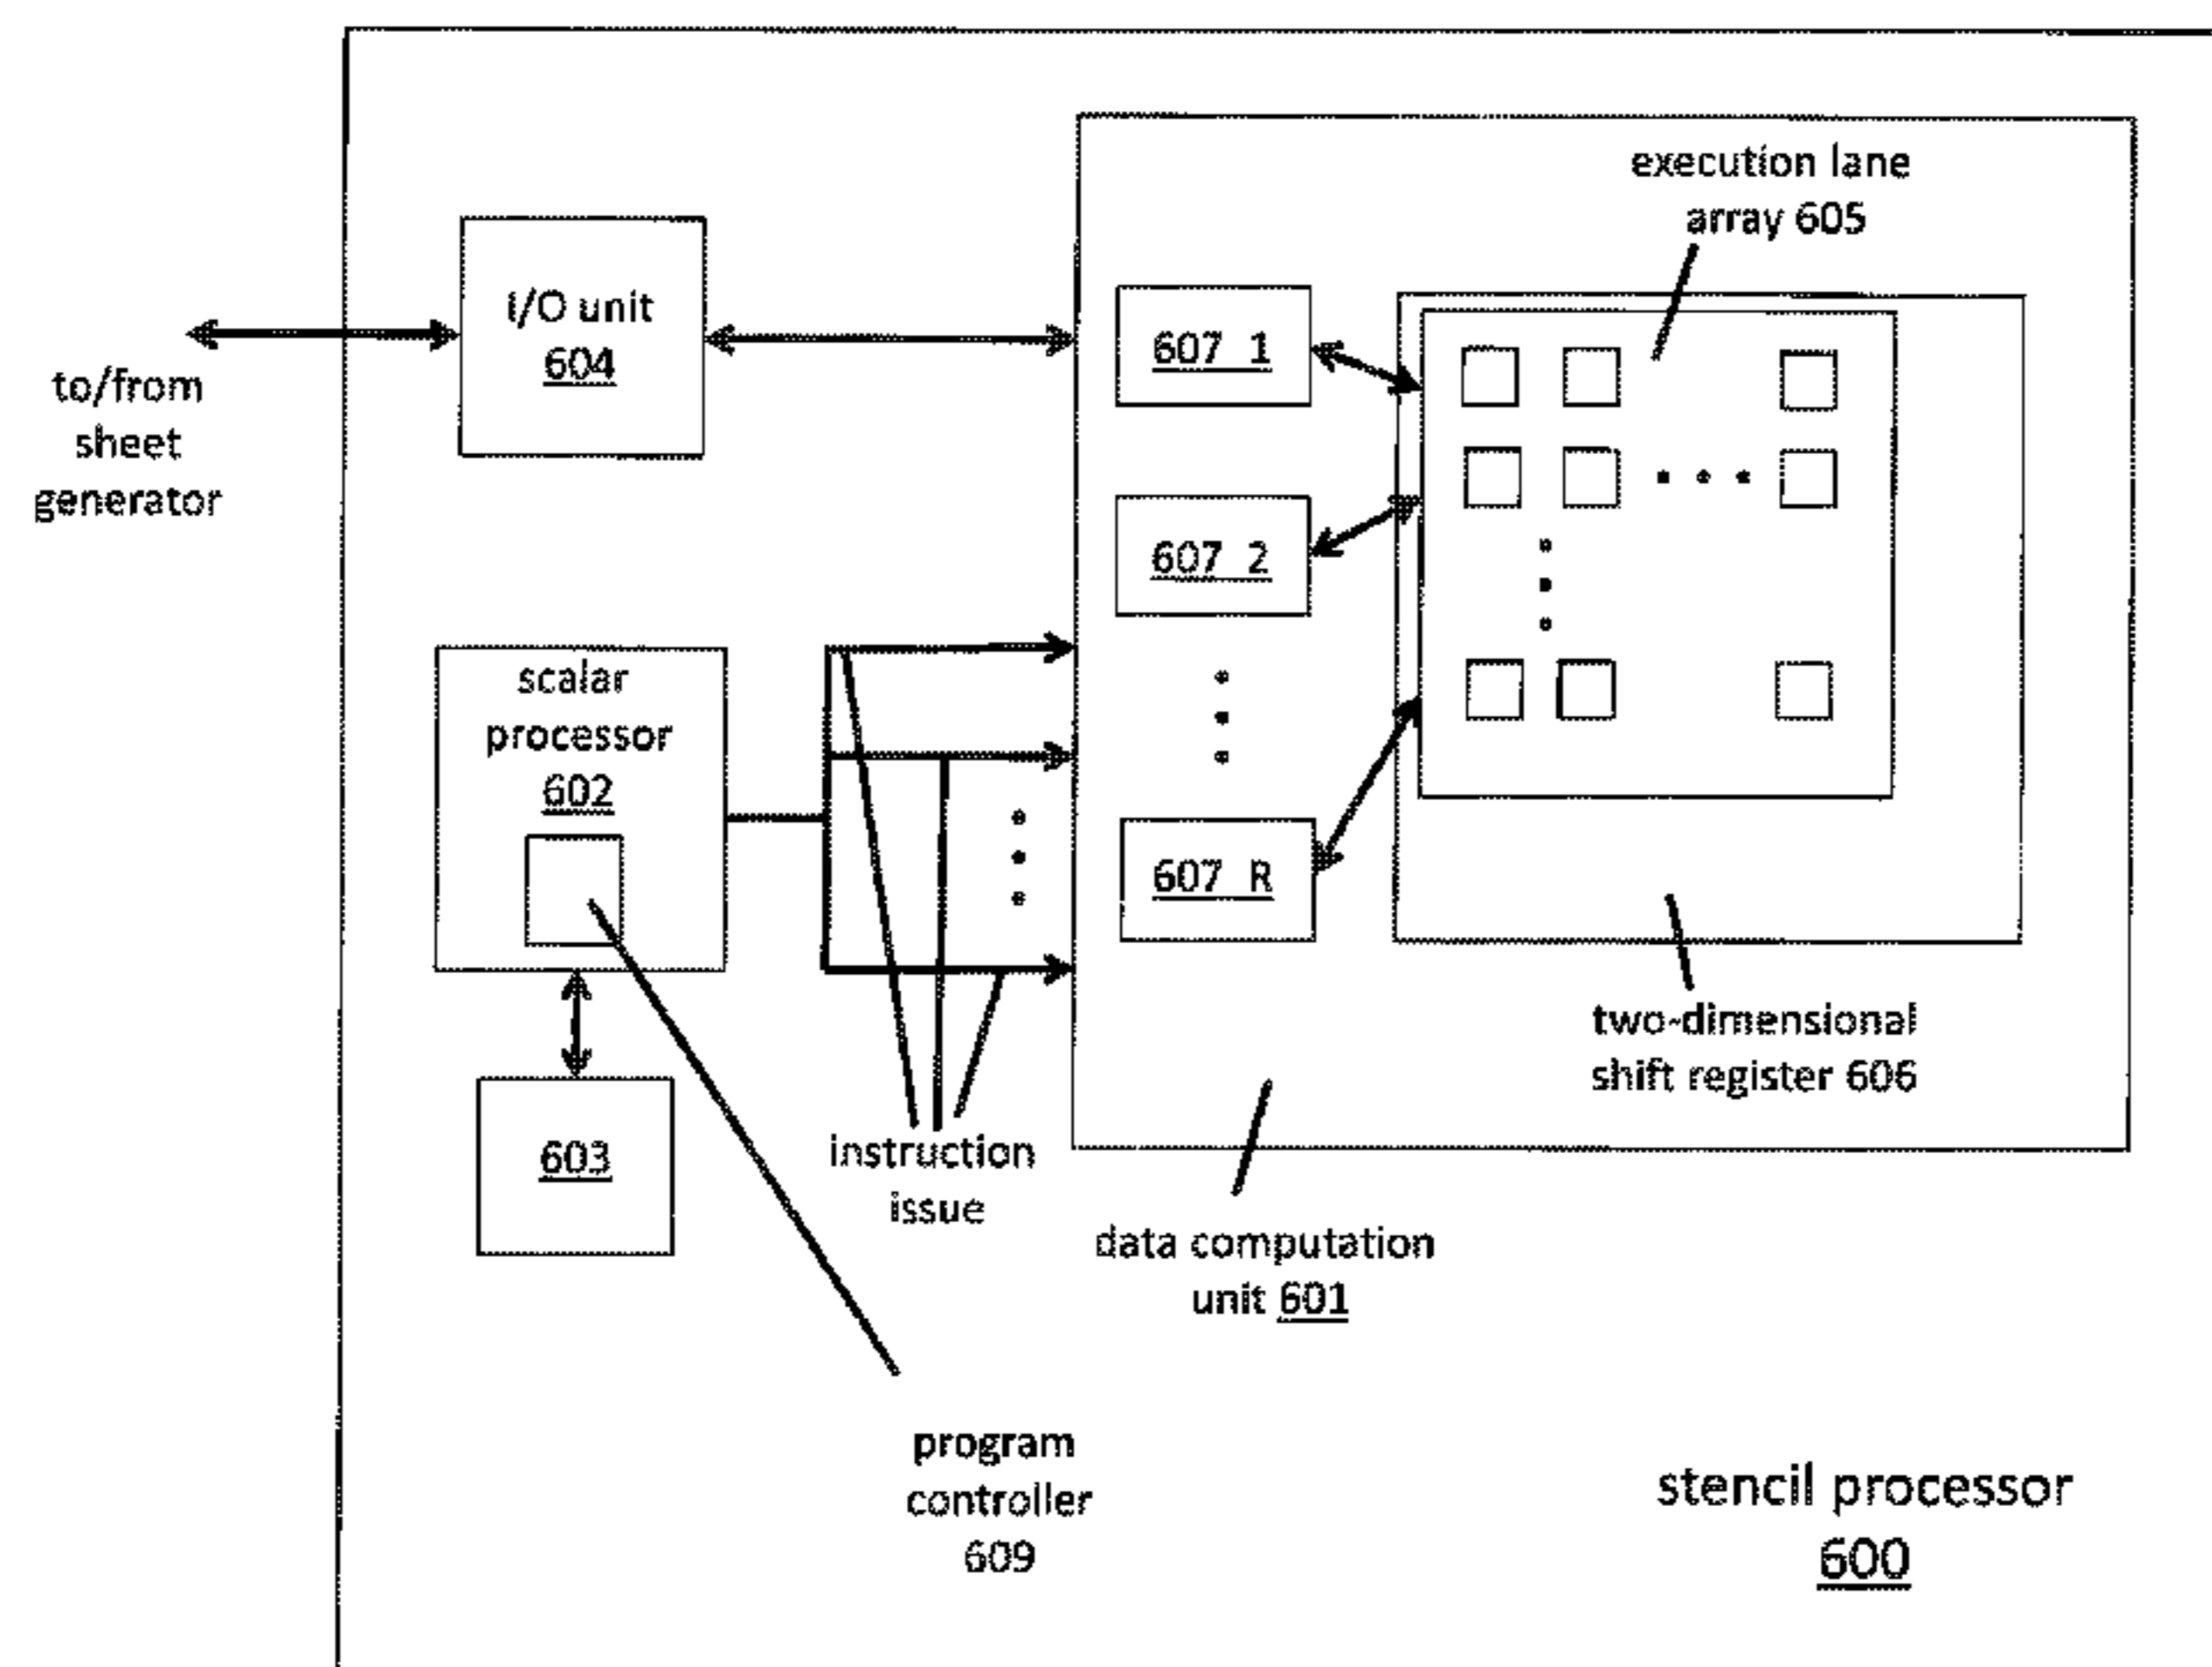 execution lane
array 605
I/O unit
604
to/from
sheet
generator
607_1
607_2
607_R
scalar
processor
602
603
instruction
issue
two-dimensional
shift register 606
data computation
unit 601
program
controller
609
stencil processor
600